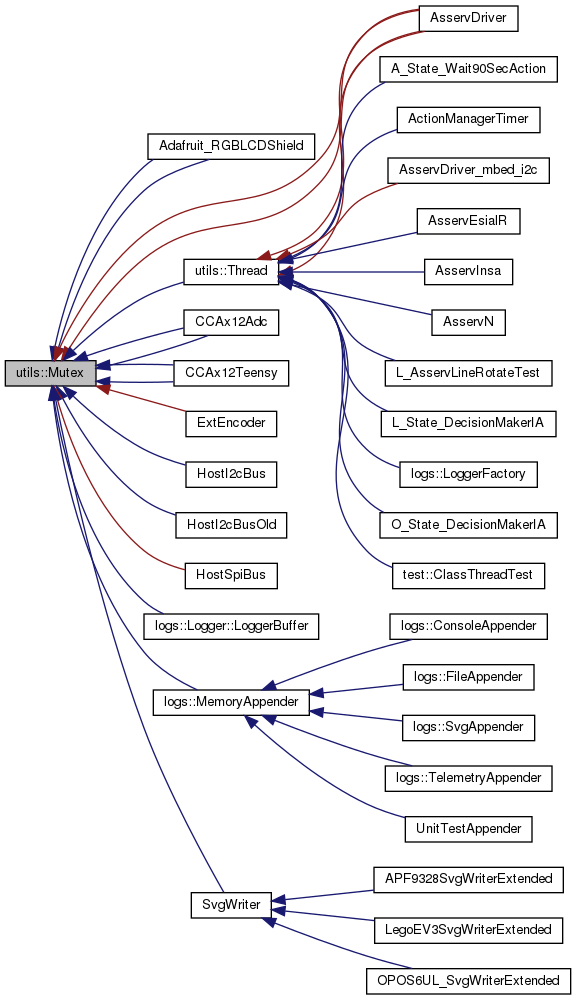 AsservDriver
A_State_Wait90SecAction
ActionManagerTimer
Adafruit_RGBLCDShield
AsservDriver_mbed_i2c
AsservEsialR
utils::Thread
AsservInsa
CCAx12Adc
AsservN
utils::Mutex
CCAx12Teensy
L_AsservLineRotateTest
ExtEncoder
L_State_DecisionMakerIA
HostI2cBus
logs::LoggerFactory
HostI2cBusOld
O_State_DecisionMakerIA
HostSpiBus
test::ClassThreadTest
logs::Logger::LoggerBuffer
logs::ConsoleAppender
logs::FileAppender
logs::MemoryAppender
logs::SvgAppender
logs::TelemetryAppender
UnitTestAppender
APF9328SvgWriterExtended
SvgWriter
LegoEV3SvgWriterExtended
OPOS6UL_SvgWriterExtended